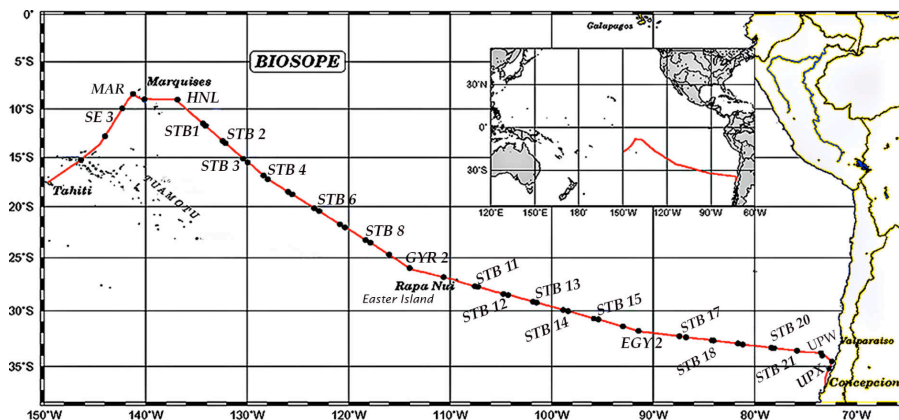 0°
5°S
10°S
15°S
20°S
25°S
30°S
35°S
150°W
140°W
130°W
120°W
110°W
100°W
90°W
80°W
70°W
BIOSOPE
Galapagos
MAR
Marquises
HNL
SE 3
STB1
STB 2
STB 3
STB 4
Tahiti
TUAMOTU
STB 6
STB 8
GYR 2
Rapa Nui
Easter Island
STB 11
STB 12
STB 13
STB 14
STB 15
EGY 2
STB 17
STB 18
STB 20
STB 21
UPW
UPX
Valparaiso
Concepcion
30°N
0°
30°S
120°E
150°E
180°
150°W
120°W
90°W
60°W